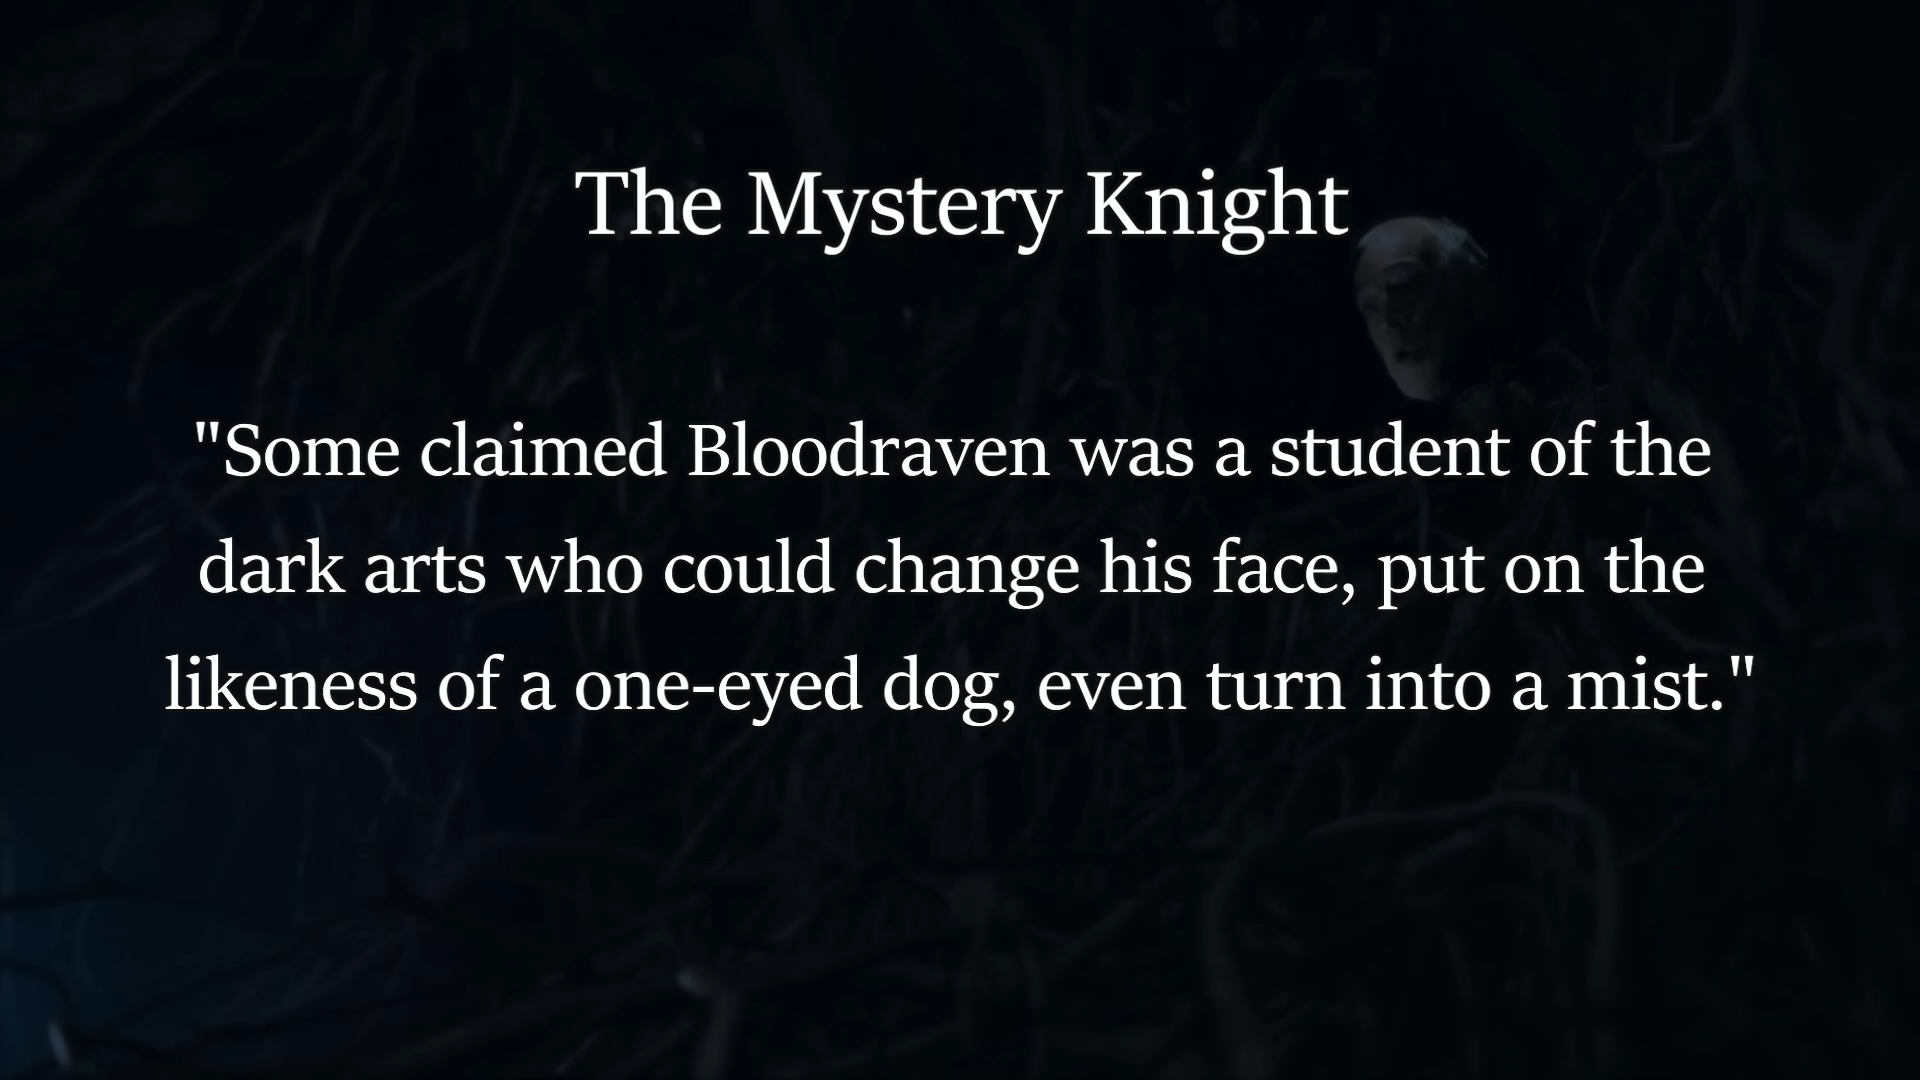 The Mystery Knight
"Some claimed Bloodraven was a student of the
dark arts who could change his face, put on the
likeness of a one-eyed dog, even turn into a mist."